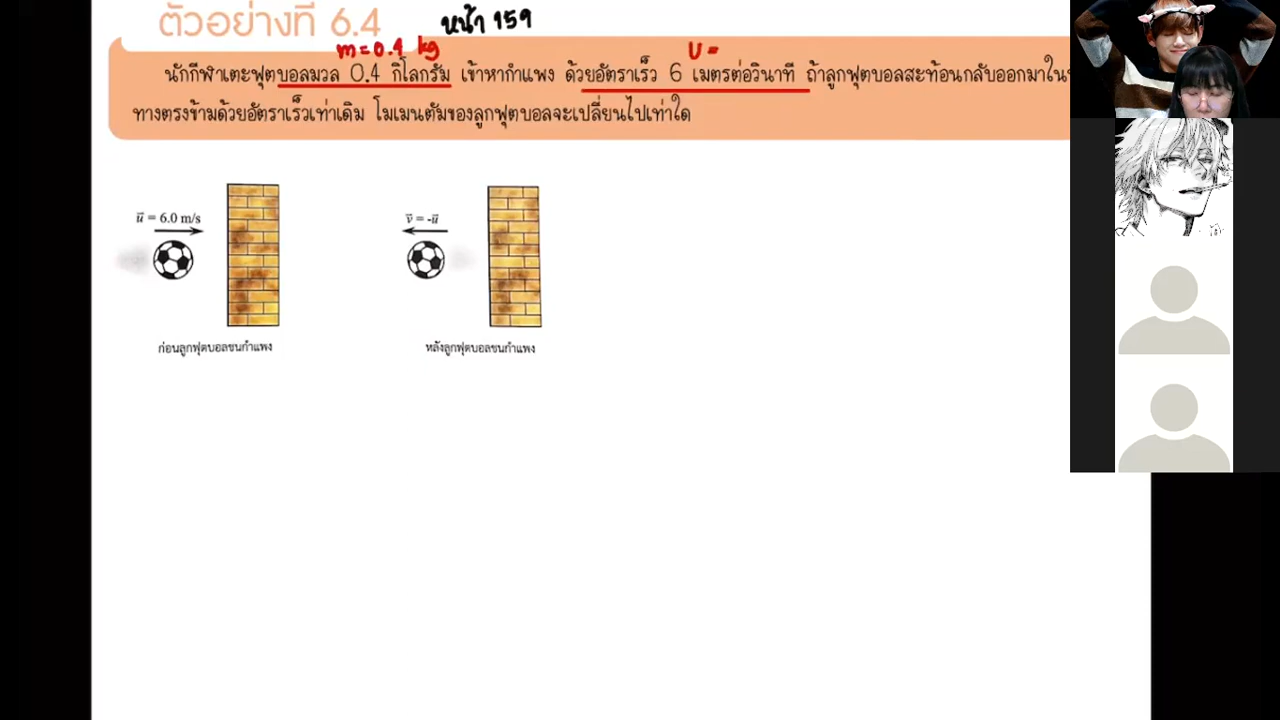 ตัวอย่างที่ 6.4
หน้า 159
m = 0.4 kg
U =
นักกีฬาเตะฟุตบอลมวล 0.4 กิโลกรัม เข้าหากำแพง ด้วยอัตราเร็ว 6 เมตรต่อวินาที ถ้าลูกฟุตบอลสะท้อนกลับออกมาใน
ทางตรงข้ามด้วยอัตราเร็วเท่าเดิม โมเมนตัมของลูกฟุตบอลจะเปลี่ยนไปเท่าใด
u⃗ = 6.0 m/s
v⃗ = -u⃗
ก่อนลูกฟุตบอลชนกำแพง
หลังลูกฟุตบอลชนกำแพง